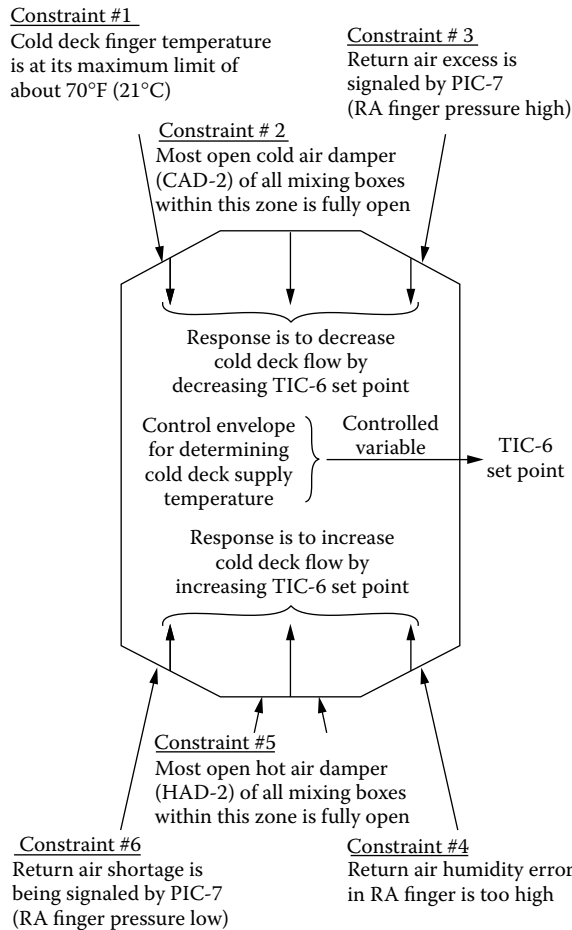 Constraint #1
Cold deck finger temperature
is at its maximum limit of
about 70°F (21°C)
Constraint # 3
Return air excess is
signaled by PIC-7
(RA finger pressure high)
Constraint # 2
Most open cold air damper
(CAD-2) of all mixing boxes
within this zone is fully open
Response is to decrease
cold deck flow by
decreasing TIC-6 set point
Control envelope
for determining
cold deck supply
temperature
Controlled
variable
TIC-6
set point
Response is to increase
cold deck flow by
increasing TIC-6 set point
Constraint #5
Most open hot air damper
(HAD-2) of all mixing boxes
within this zone is fully open
Constraint #6
Return air shortage is
being signaled by PIC-7
(RA finger pressure low)
Constraint #4
Return air humidity error
in RA finger is too high